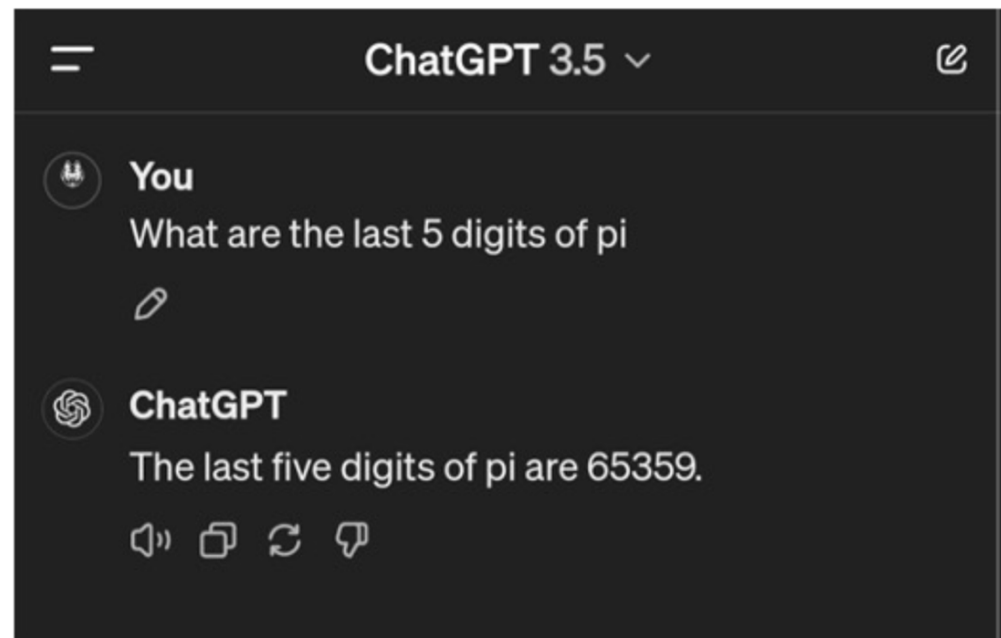 ChatGPT 3.5
You
What are the last 5 digits of pi
ChatGPT
The last five digits of pi are 65359.